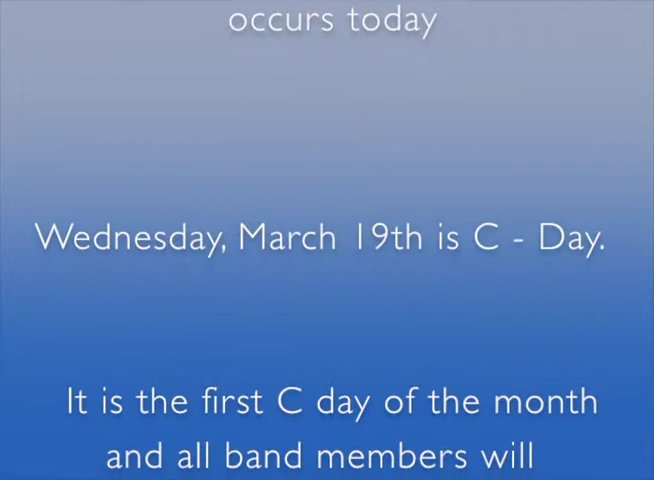 occurs today
Wednesday, March 19th is C - Day.
It is the first C day of the month
and all band members will